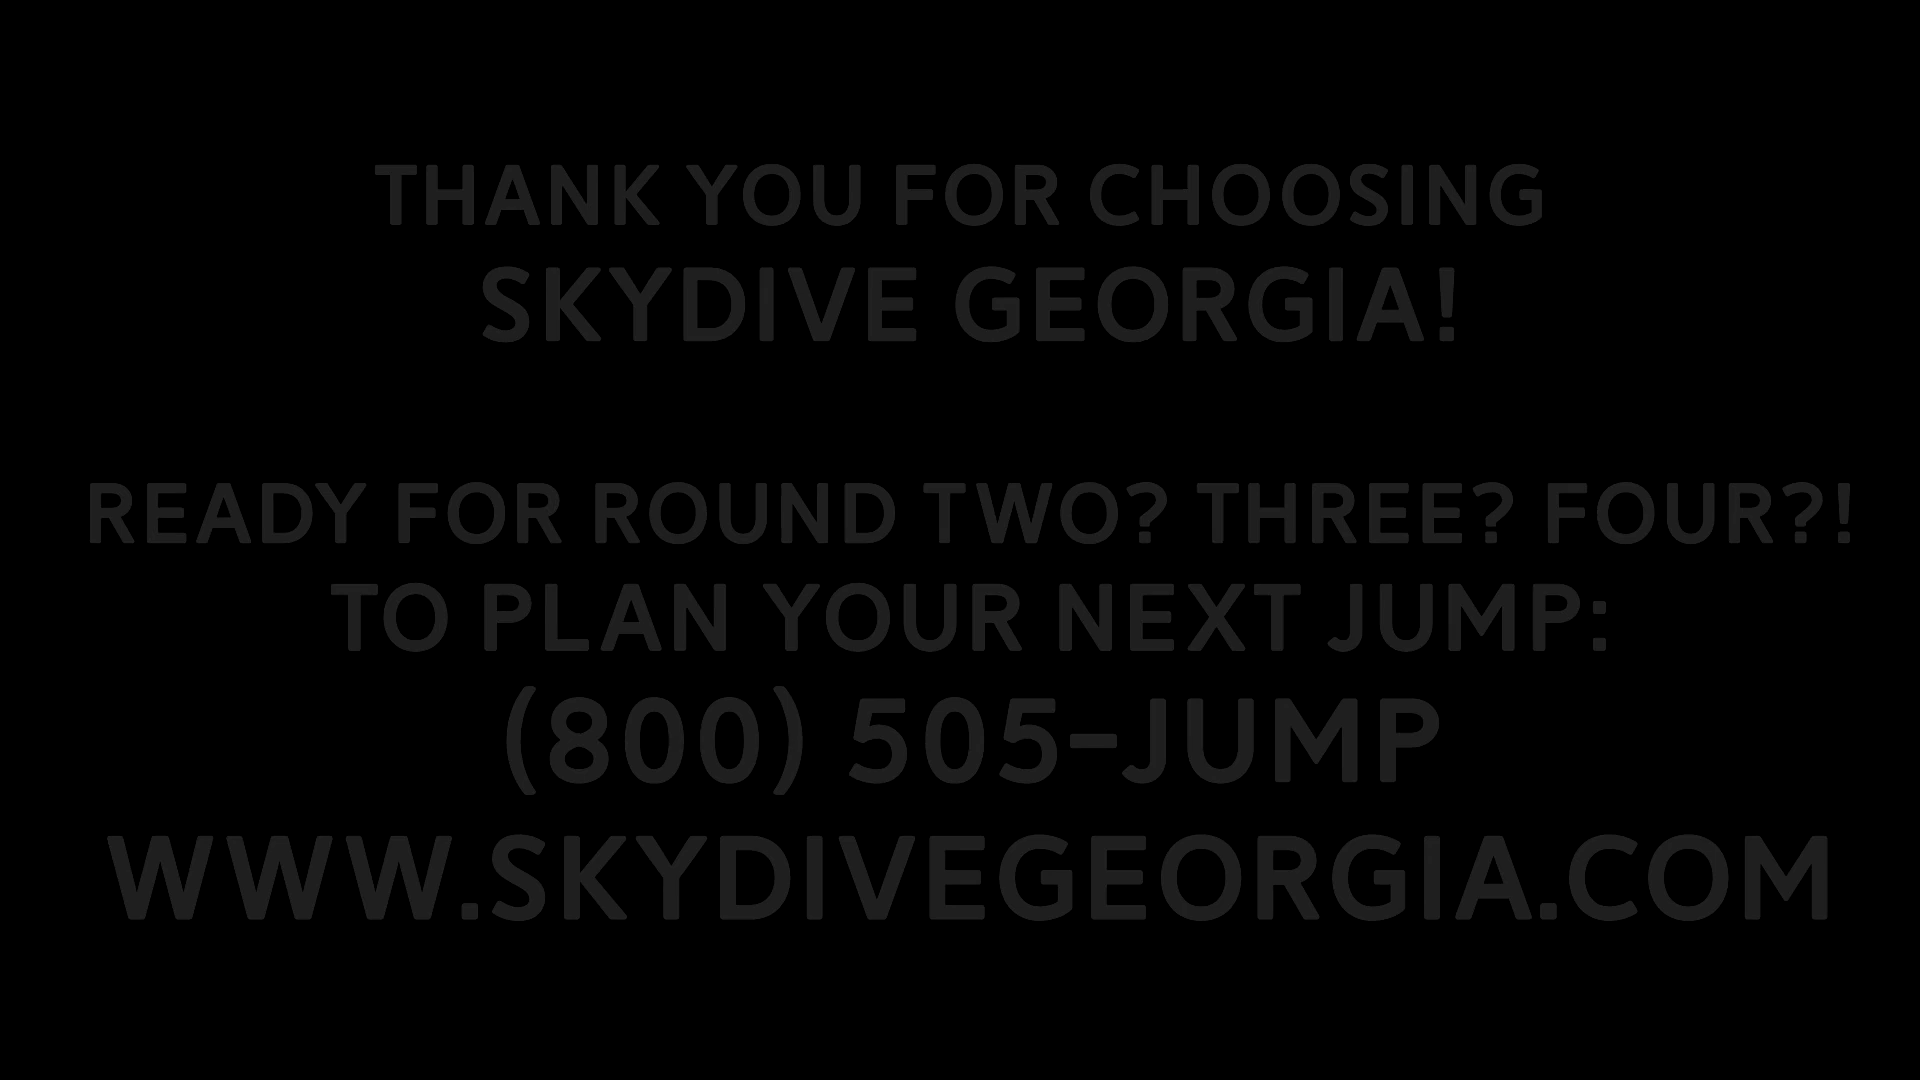 THANK YOU FOR CHOOSING
SKYDIVE GEORGIA!
READY FOR ROUND TWO? THREE? FOUR?!
TO PLAN YOUR NEXT JUMP:
(800) 505-JUMP
WWW.SKYDIVEGEORGIA.COM